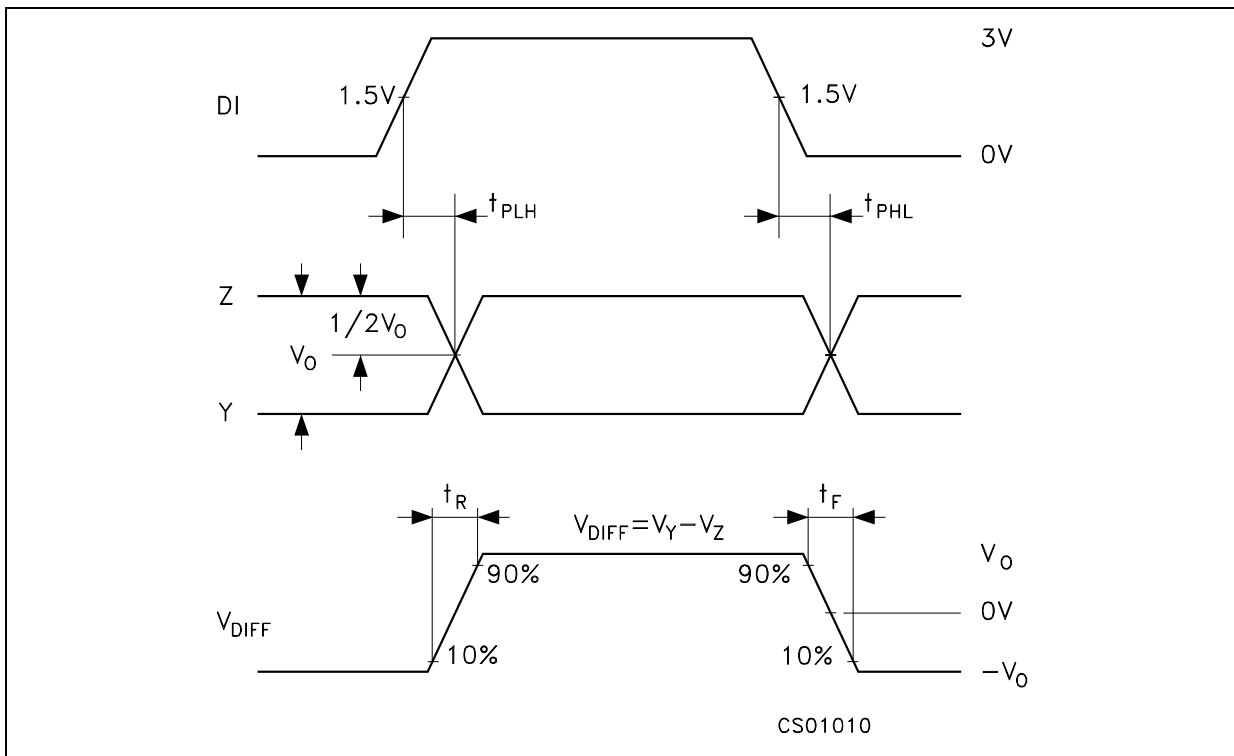 3V
DI
1.5V
1.5V
0V
tPLH
tPHL
Z
1/2VO
VO
Y
tR
tF
VDIFF=VY-VZ
VO
90%
90%
0V
VDIFF
10%
10%
-VO
CS01010